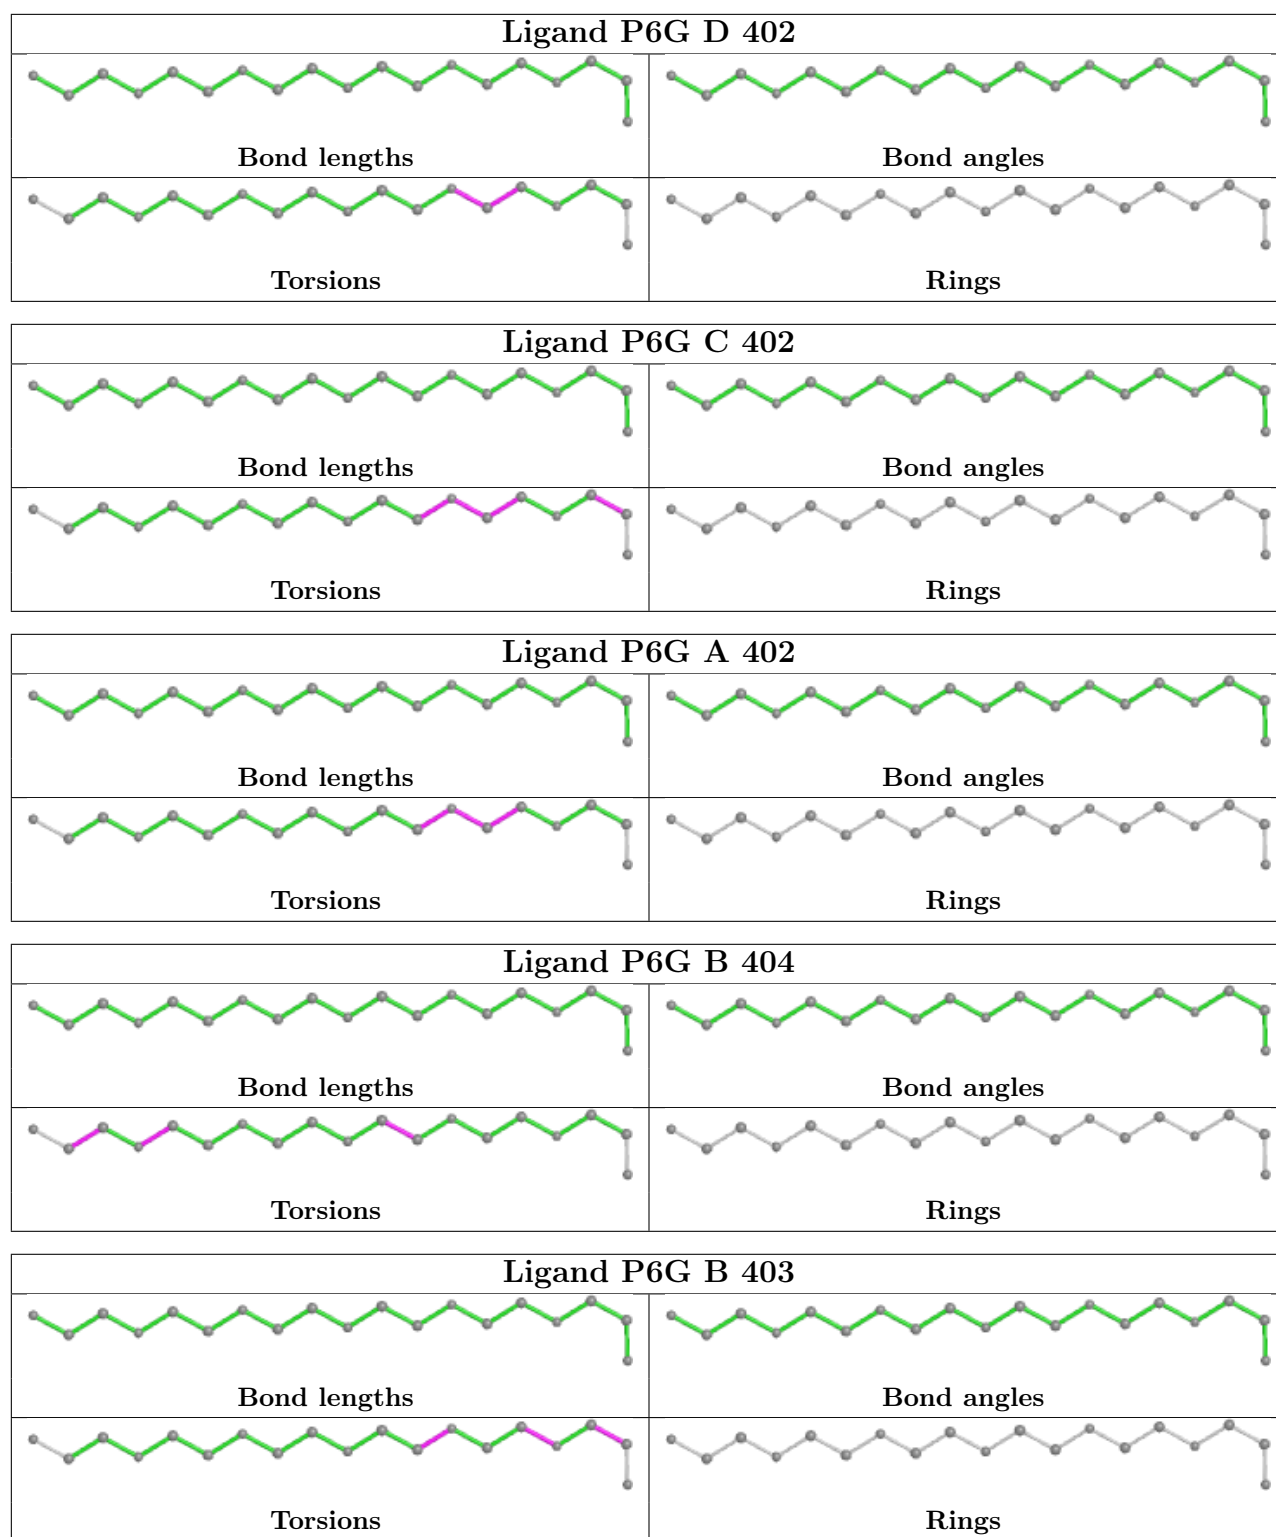 Ligand P6G D 402
Bond lengths
Bond angles
Torsions
Rings
Ligand P6G C 402
Bond lengths
Bond angles
Torsions
Rings
Ligand P6G A 402
Bond lengths
Bond angles
Torsions
Rings
Ligand P6G B 404
Bond lengths
Bond angles
Torsions
Rings
Ligand P6G B 403
Bond lengths
Bond angles
Torsions
Rings